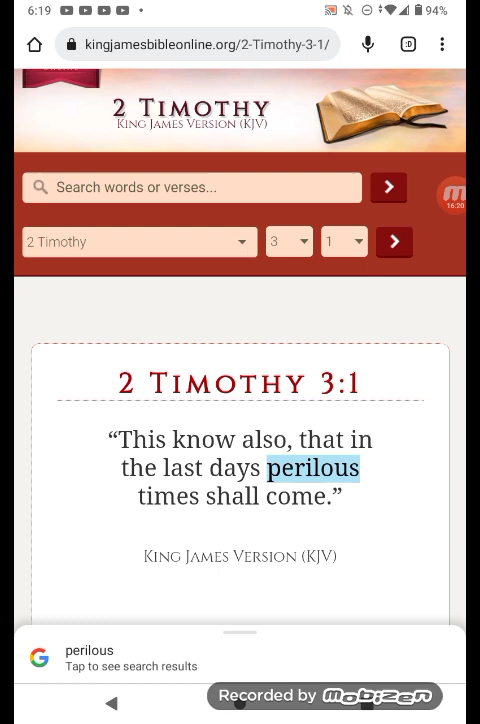 6:19
94%
kingjamesbibleonline.org/2-Timothy-3-1/
:D
2 TIMOTHY
KING JAMES VERSION (KJV)
Search words or verses...
16:20
2 Timothy
3
1
2 TIMOTHY 3:1
“This know also, that in
the last days perilous
times shall come.”
KING JAMES VERSION (KJV)
perilous
Tap to see search results
Recorded by mobizen